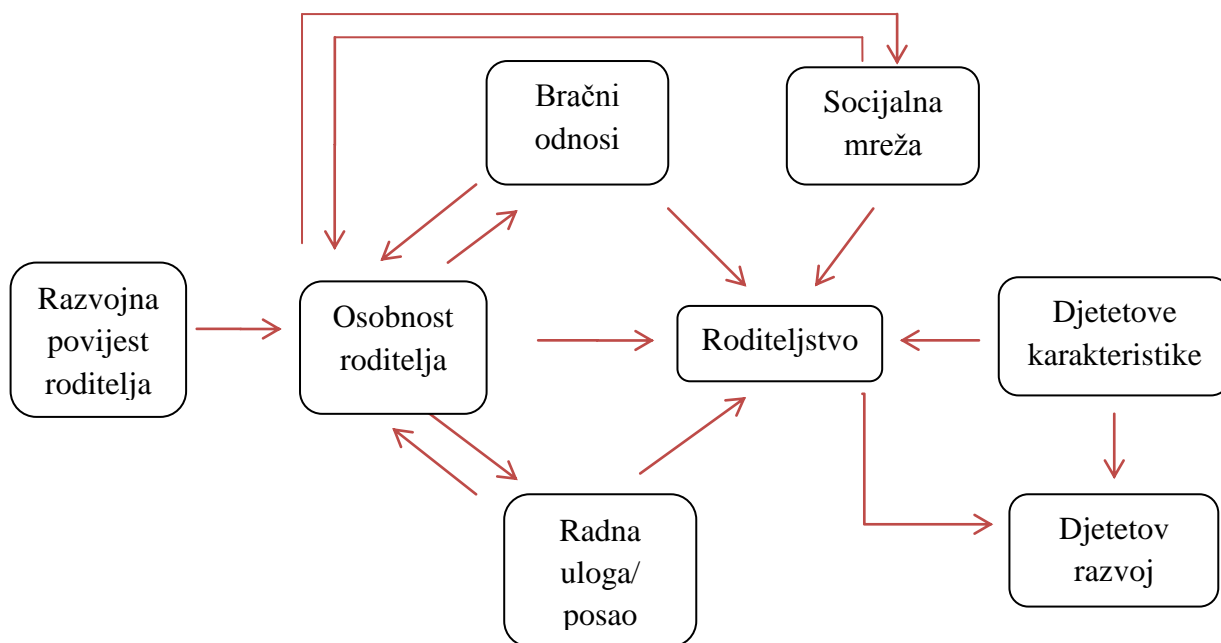 Bračni
odnosi
Socijalna
mreža
Razvojna
povijest
roditelja
Osobnost
roditelja
Roditeljstvo
Djetetove
karakteristike
Radna
uloga/
posao
Djetetov
razvoj